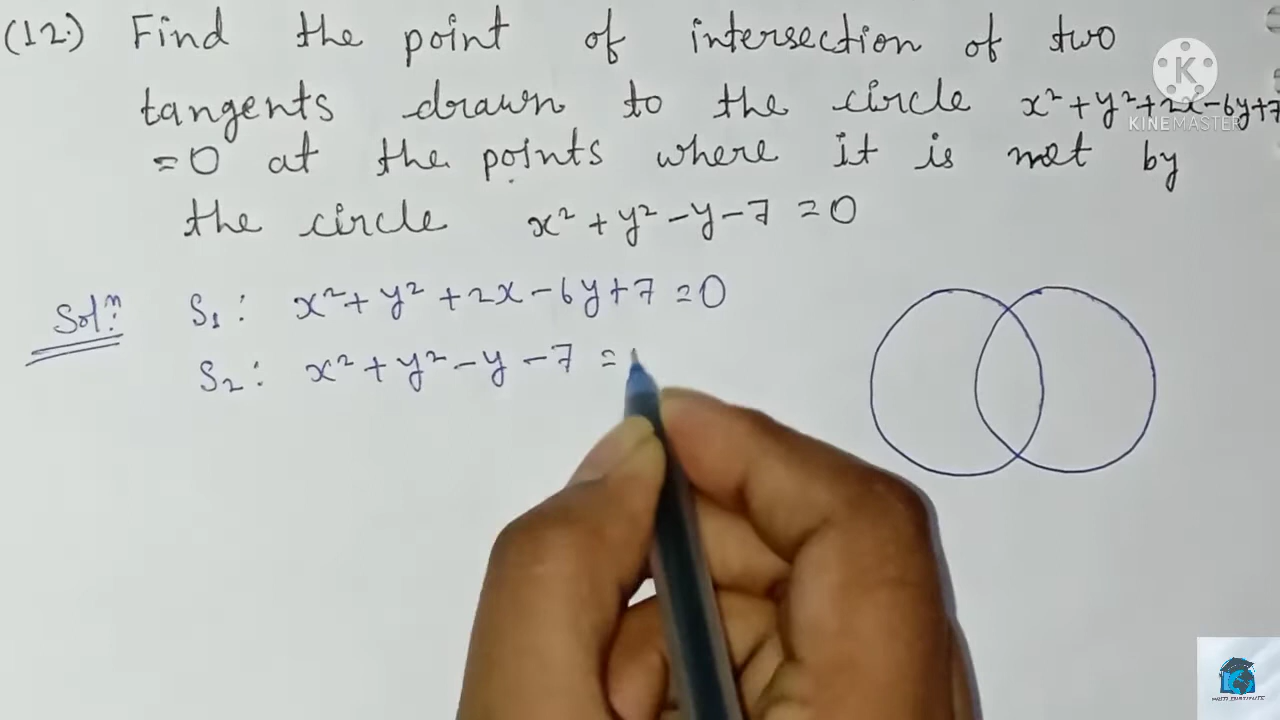 (12.) Find the point of intersection of two
tangents drawn to the circle x²+y²+2x-6y+7
=0 at the points where it is met by
the circle x²+y²-y-7=0
Solⁿ: S₁: x²+y²+2x-6y+7=0
S₂: x²+y²-y-7=
K
KINEMASTER